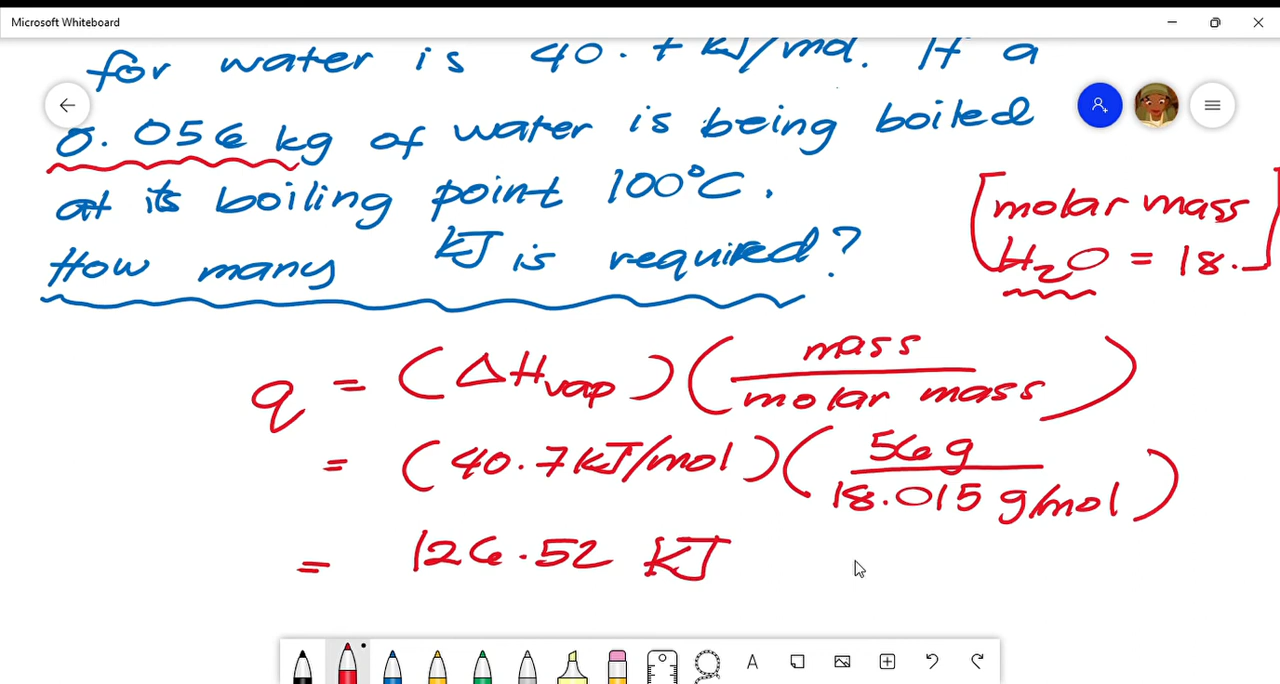 Microsoft Whiteboard
for water is 40.7 kJ/mol. If a
0.056 kg of water is being boiled
at its boiling point 100°C.
How many kJ is required?
[molar mass
H₂O = 18.]
q = (ΔHvap) (mass / molar mass)
= (40.7 kJ/mol) (56 g / 18.015 g/mol)
= 126.52 kJ
A